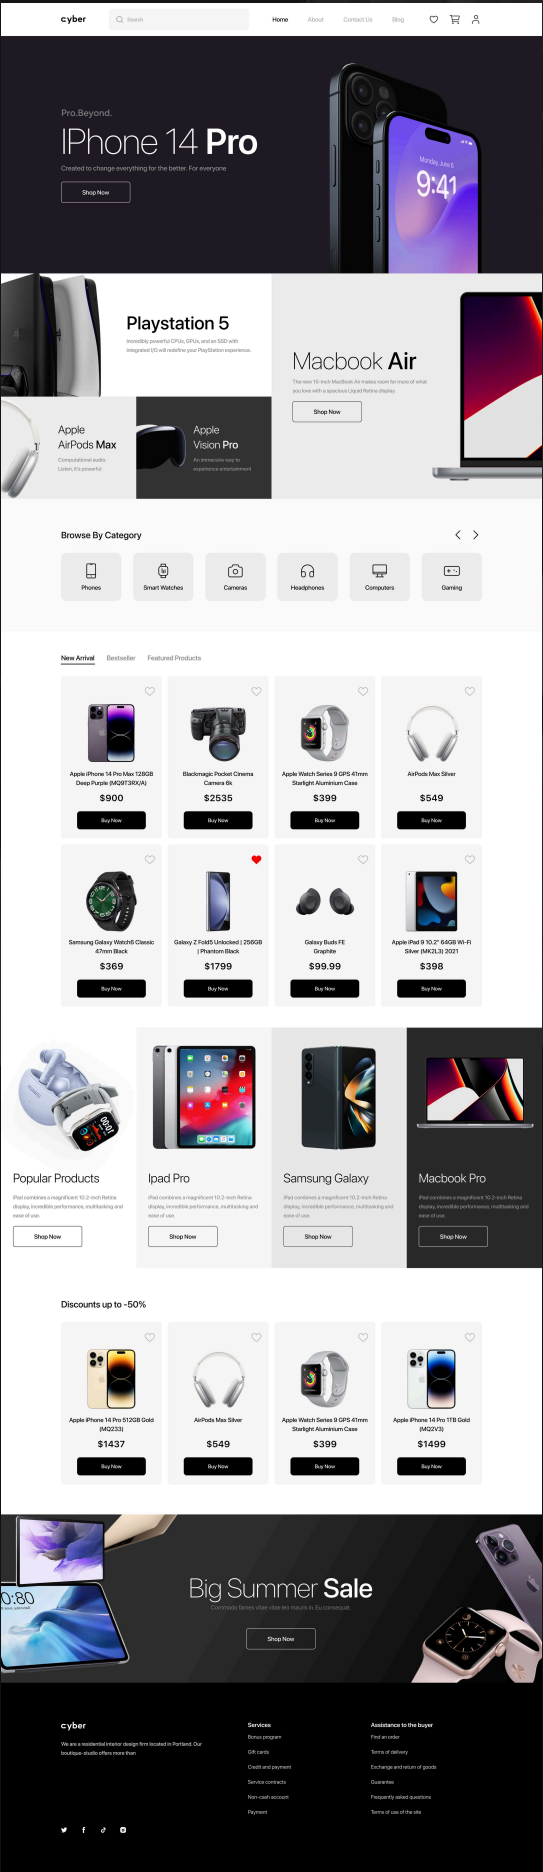 cyber
Search
Home
About
Contact Us
Blog
Pro.Beyond.
IPhone 14 Pro
Created to change everything for the better. For everyone
Shop Now
Monday, June 6
9:41
Playstation 5
Incredibly powerful CPUs, GPUs, and an SSD with
integrated I/O will redefine your PlayStation experience.
Macbook Air
The new 15-inch MacBook Air makes room for more of what
you love with a spacious Liquid Retina display.
Shop Now
Apple
AirPods Max
Computational audio.
Listen, it's powerful
Apple
Vision Pro
An immersive way to
experience entertainment
Browse By Category
Phones
Smart Watches
Cameras
Headphones
Computers
Gaming
New Arrival
Bestseller
Featured Products
Apple iPhone 14 Pro Max 128GB
Deep Purple (MQ9T3RX/A)
$900
Buy Now
Blackmagic Pocket Cinema
Camera 6k
$2535
Buy Now
Apple Watch Series 9 GPS 41mm
Starlight Aluminium Case
$399
Buy Now
AirPods Max Silver
$549
Buy Now
Samsung Galaxy Watch6 Classic
47mm Black
$369
Buy Now
Galaxy Z Fold5 Unlocked | 256GB
| Phantom Black
$1799
Buy Now
Galaxy Buds FE
Graphite
$99.99
Buy Now
Apple iPad 9 10.2" 64GB Wi-Fi
Silver (MK2L3) 2021
$398
Buy Now
Popular Products
iPad combines a magnificent 10.2-inch Retina
display, incredible performance, multitasking and
ease of use.
Shop Now
Ipad Pro
iPad combines a magnificent 10.2-inch Retina
display, incredible performance, multitasking and
ease of use.
Shop Now
Samsung Galaxy
iPad combines a magnificent 10.2-inch Retina
display, incredible performance, multitasking and
ease of use.
Shop Now
Macbook Pro
iPad combines a magnificent 10.2-inch Retina
display, incredible performance, multitasking and
ease of use.
Shop Now
Discounts up to -50%
Apple iPhone 14 Pro 512GB Gold
(MQ233)
$1437
Buy Now
AirPods Max Silver
$549
Buy Now
Apple Watch Series 9 GPS 41mm
Starlight Aluminium Case
$399
Buy Now
Apple iPhone 14 Pro 1TB Gold
(MQ2V3)
$1499
Buy Now
Big Summer Sale
Commodo fames vitae vitae leo mauris in. Eu consequat.
Shop Now
cyber
We are a residential interior design firm located in Portland. Our
boutique-studio offers more than
Services
Bonus program
Gift cards
Credit and payment
Service contracts
Non-cash account
Payment
Assistance to the buyer
Find an order
Terms of delivery
Exchange and return of goods
Guarantee
Frequently asked questions
Terms of use of the site